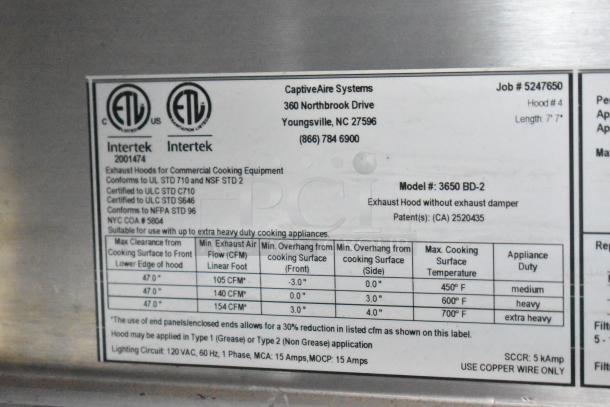 CaptiveAire Systems
360 Northbrook Drive
Youngsville, NC 27596
(866) 784 6900
Job # 5247650
Hood # 4
Length: 7' 7"
C ETL US
ETL
Intertek
2001474
Intertek
Exhaust Hoods for Commercial Cooking Equipment
Conforms to UL STD 710 and NSF STD 2
Certified to ULC STD C710
Certified to ULC STD S646
Conforms to NFPA STD 96
NYC COA # 5804
Model #: 3650 BD-2
Exhaust Hood without exhaust damper
Patent(s): (CA) 2520435
Suitable for use with up to extra heavy duty cooking appliances.
Max Clearance from Cooking Surface to Front Lower Edge of hood
Min. Exhaust Air Flow (CFM) Linear Foot
Min. Overhang from cooking Surface (Front)
Min. Overhang from cooking Surface (Side)
Max. Cooking Surface Temperature
Appliance Duty
47.0" 105 CFM* -3.0" 0.0" 450° F medium
47.0" 140 CFM* 0.0" 3.0" 600° F heavy
47.0" 154 CFM* 3.0" 4.0" 700° F extra heavy
*The use of end panels/enclosed ends allows for a 30% reduction in listed cfm as shown on this label.
Hood may be applied in Type 1 (Grease) or Type 2 (Non Grease) application
Lighting Circuit: 120 VAC, 60 Hz, 1 Phase, MCA: 15 Amps, MOCP: 15 Amps
SCCR: 5 kAmp
USE COPPER WIRE ONLY